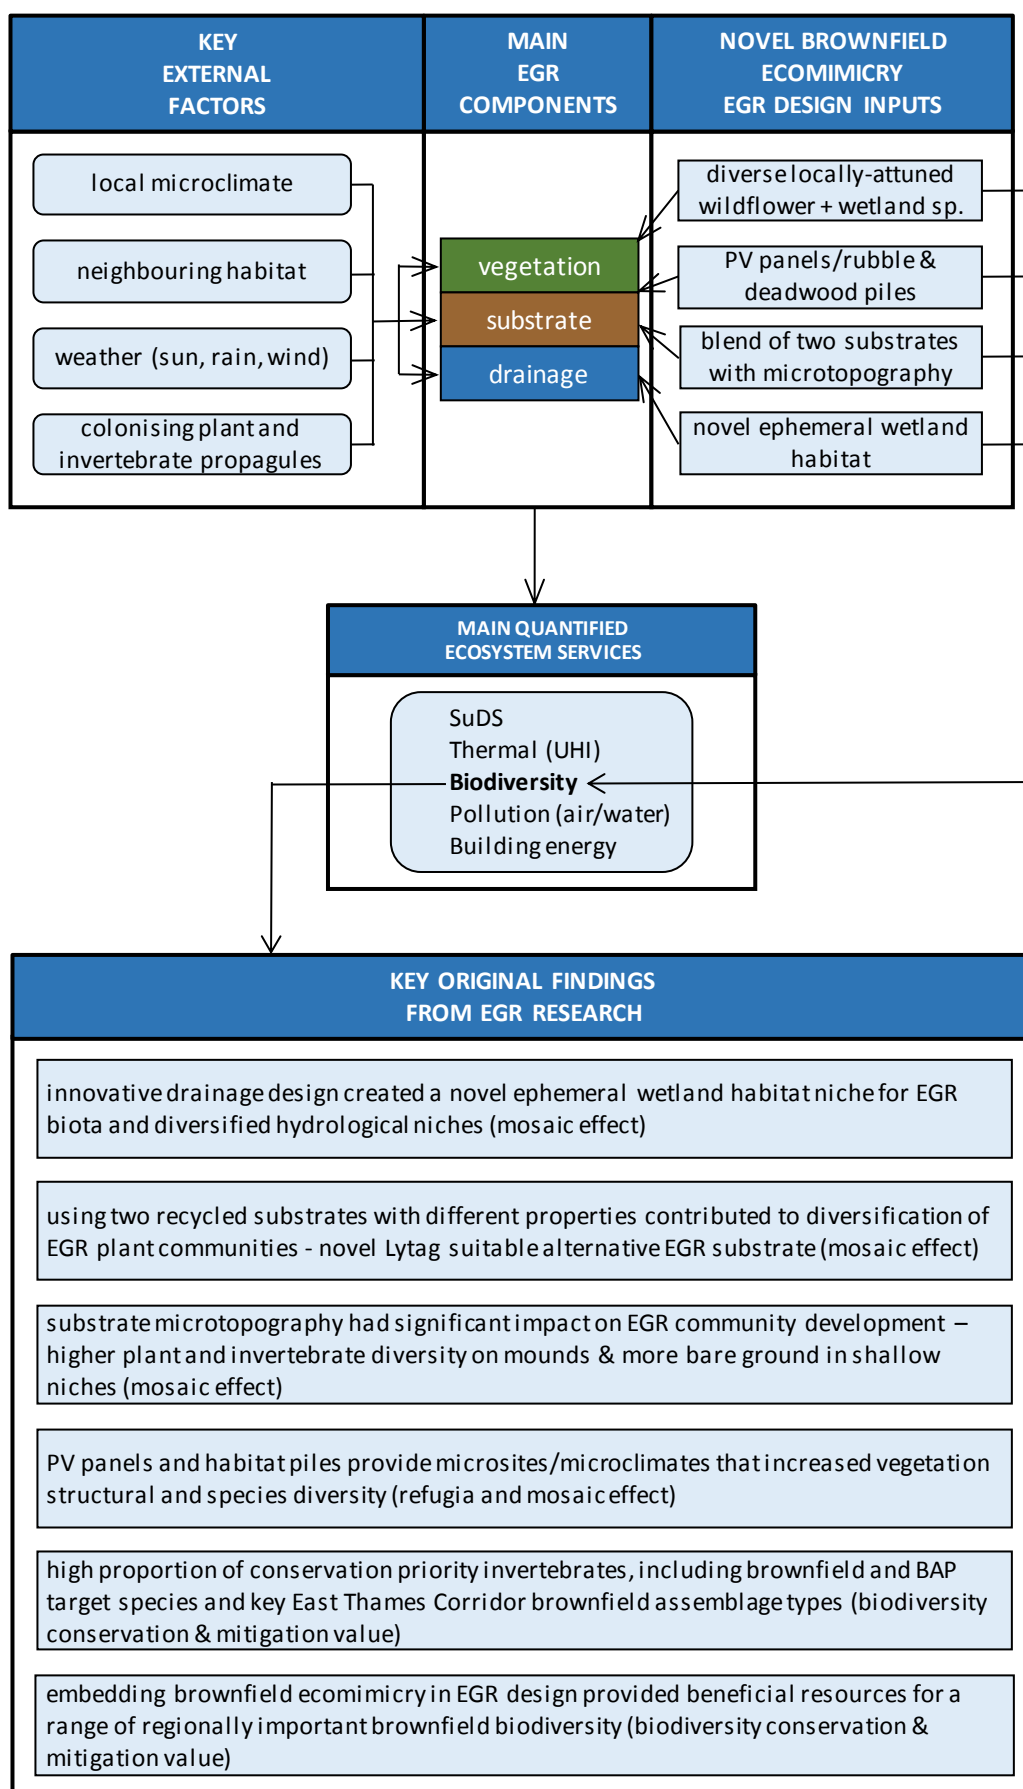 KEY
EXTERNAL
FACTORS
MAIN
EGR
COMPONENTS
NOVEL BROWNFIELD
ECOMIMICRY
EGR DESIGN INPUTS
local microclimate
neighbouring habitat
weather (sun, rain, wind)
colonising plant and
invertebrate propagules
vegetation
substrate
drainage
diverse locally-attuned
wildflower + wetland sp.
PV panels/rubble &
deadwood piles
blend of two substrates
with microtopography
novel ephemeral wetland
habitat
MAIN QUANTIFIED
ECOSYSTEM SERVICES
SuDS
Thermal (UHI)
Biodiversity
Pollution (air/water)
Building energy
KEY ORIGINAL FINDINGS
FROM EGR RESEARCH
innovative drainage design created a novel ephemeral wetland habitat niche for EGR
biota and diversified hydrological niches (mosaic effect)
using two recycled substrates with different properties contributed to diversification of
EGR plant communities - novel Lytag suitable alternative EGR substrate (mosaic effect)
substrate microtopography had significant impact on EGR community development –
higher plant and invertebrate diversity on mounds & more bare ground in shallow
niches (mosaic effect)
PV panels and habitat piles provide microsites/microclimates that increased vegetation
structural and species diversity (refugia and mosaic effect)
high proportion of conservation priority invertebrates, including brownfield and BAP
target species and key East Thames Corridor brownfield assemblage types (biodiversity
conservation & mitigation value)
embedding brownfield ecomimicry in EGR design provided beneficial resources for a
range of regionally important brownfield biodiversity (biodiversity conservation &
mitigation value)